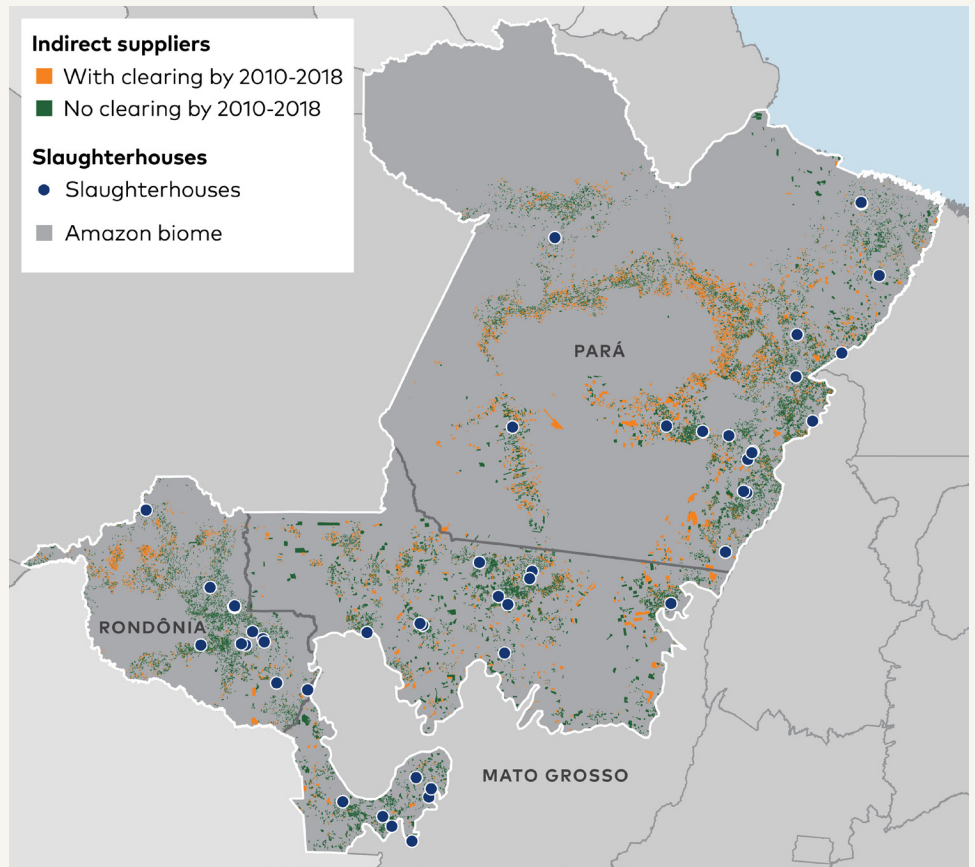 Indirect suppliers
With clearing by 2010-2018
No clearing by 2010-2018
Slaughterhouses
Slaughterhouses
Amazon biome
PARÁ
RONDÔNIA
MATO GROSSO